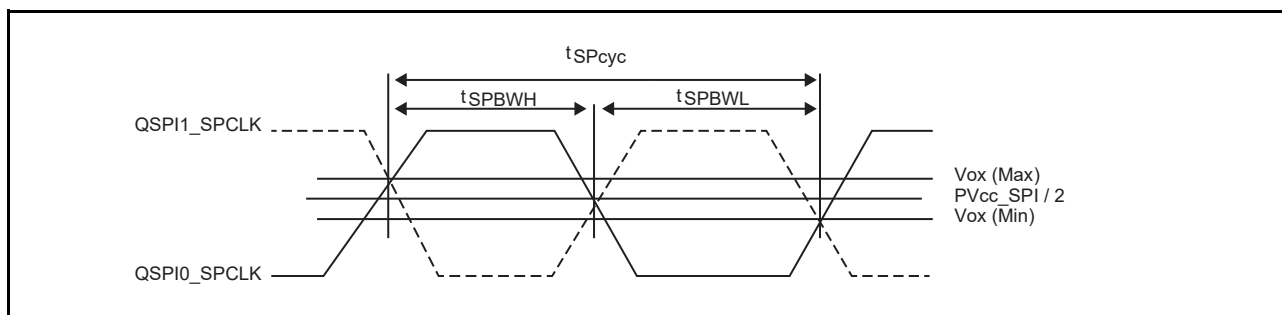 tSPcyc
tSPBWH
tSPBWL
QSPI1_SPCLK
Vox (Max)
PVcc_SPI / 2
Vox (Min)
QSPI0_SPCLK